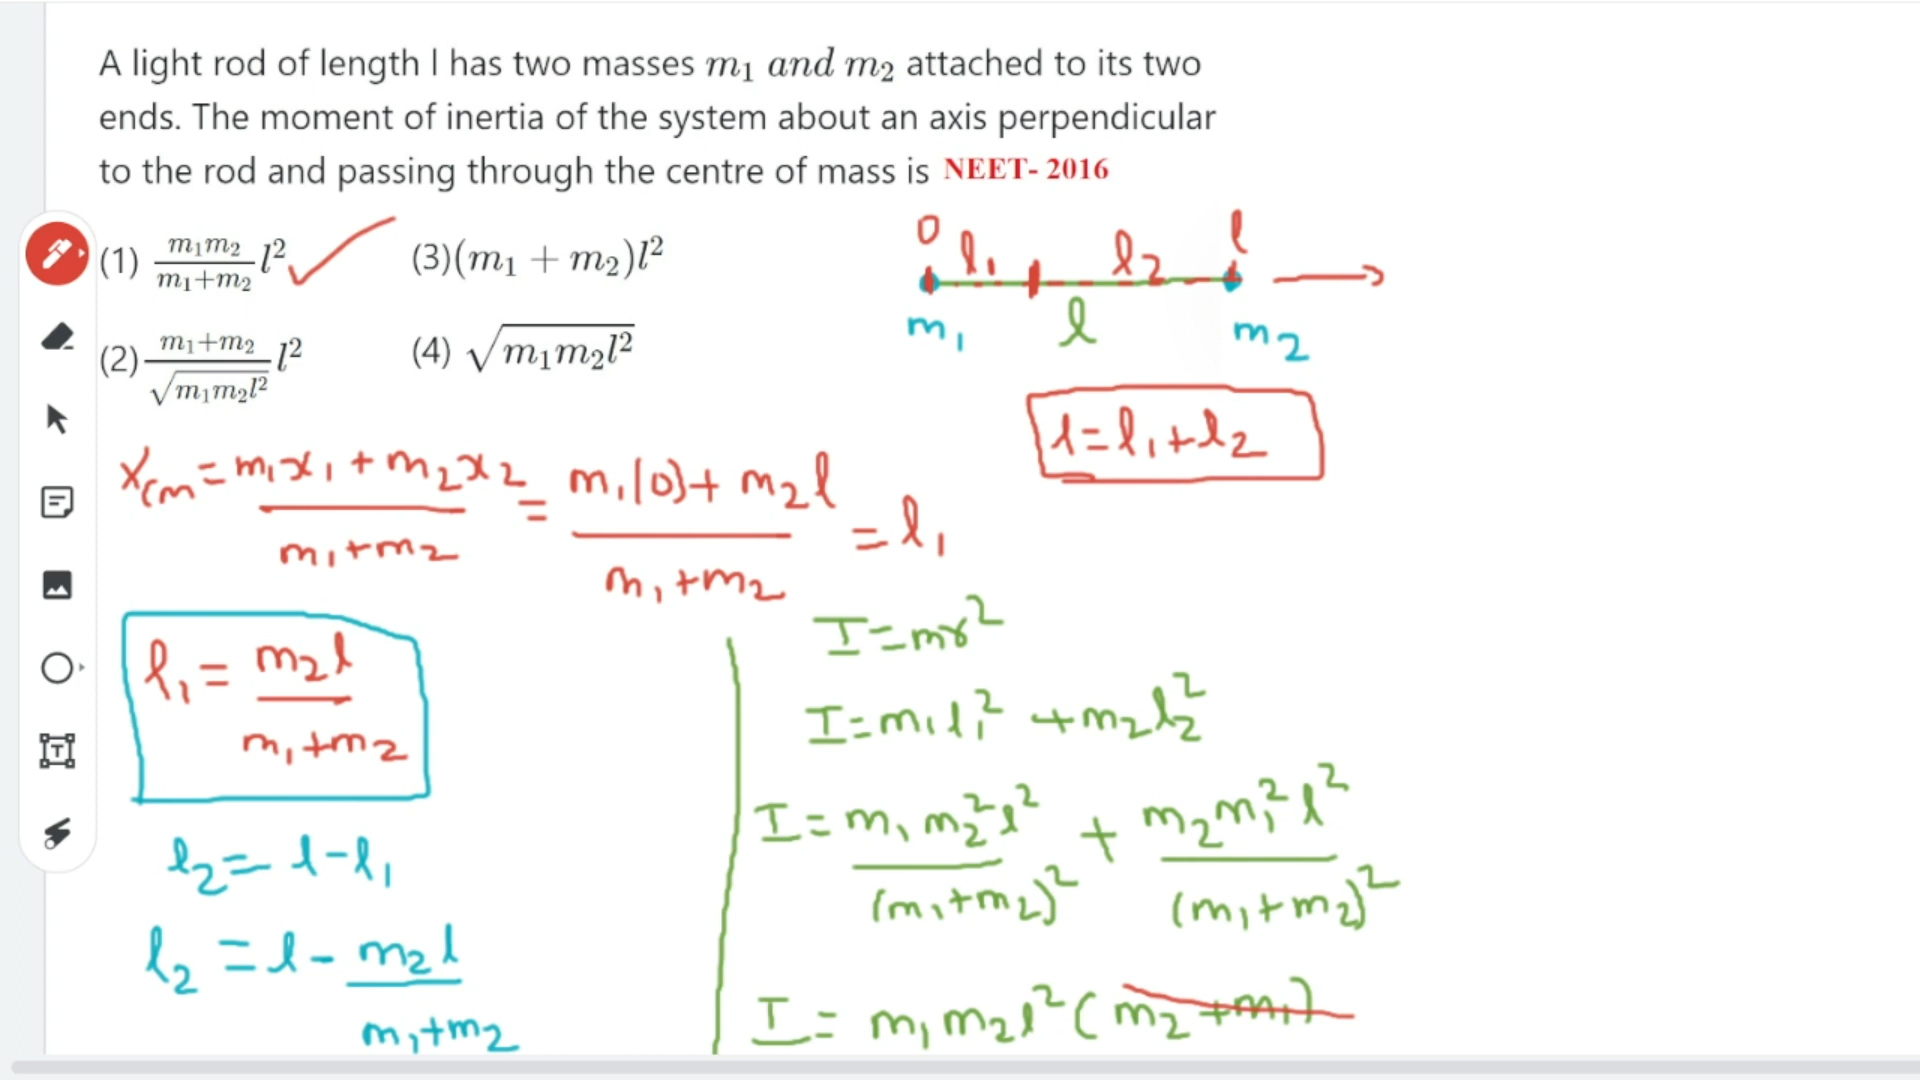 A light rod of length l has two masses m₁ and m₂ attached to its two
ends. The moment of inertia of the system about an axis perpendicular
to the rod and passing through the centre of mass is NEET- 2016
(1) m₁m₂/(m₁+m₂) l² ✓
(3)(m₁ + m₂)l²
(2) (m₁+m₂)/√(m₁m₂l²) l²
(4) √(m₁m₂l²)
0 l₁ l₂ l →
m₁ l m₂
l=l₁+l₂
Xcm = (m₁x₁+m₂x₂)/(m₁+m₂) = (m₁(0)+m₂l)/(m₁+m₂) = l₁
l₁ = m₂l/(m₁+m₂)
l₂ = l-l₁
l₂ = l - m₂l/(m₁+m₂)
I=mr²
I=m₁l₁² +m₂l₂²
I = m₁m₂²l²/(m₁+m₂)² + m₂m₁²l²/(m₁+m₂)²
I = m₁m₂l²(m₂+m₁)